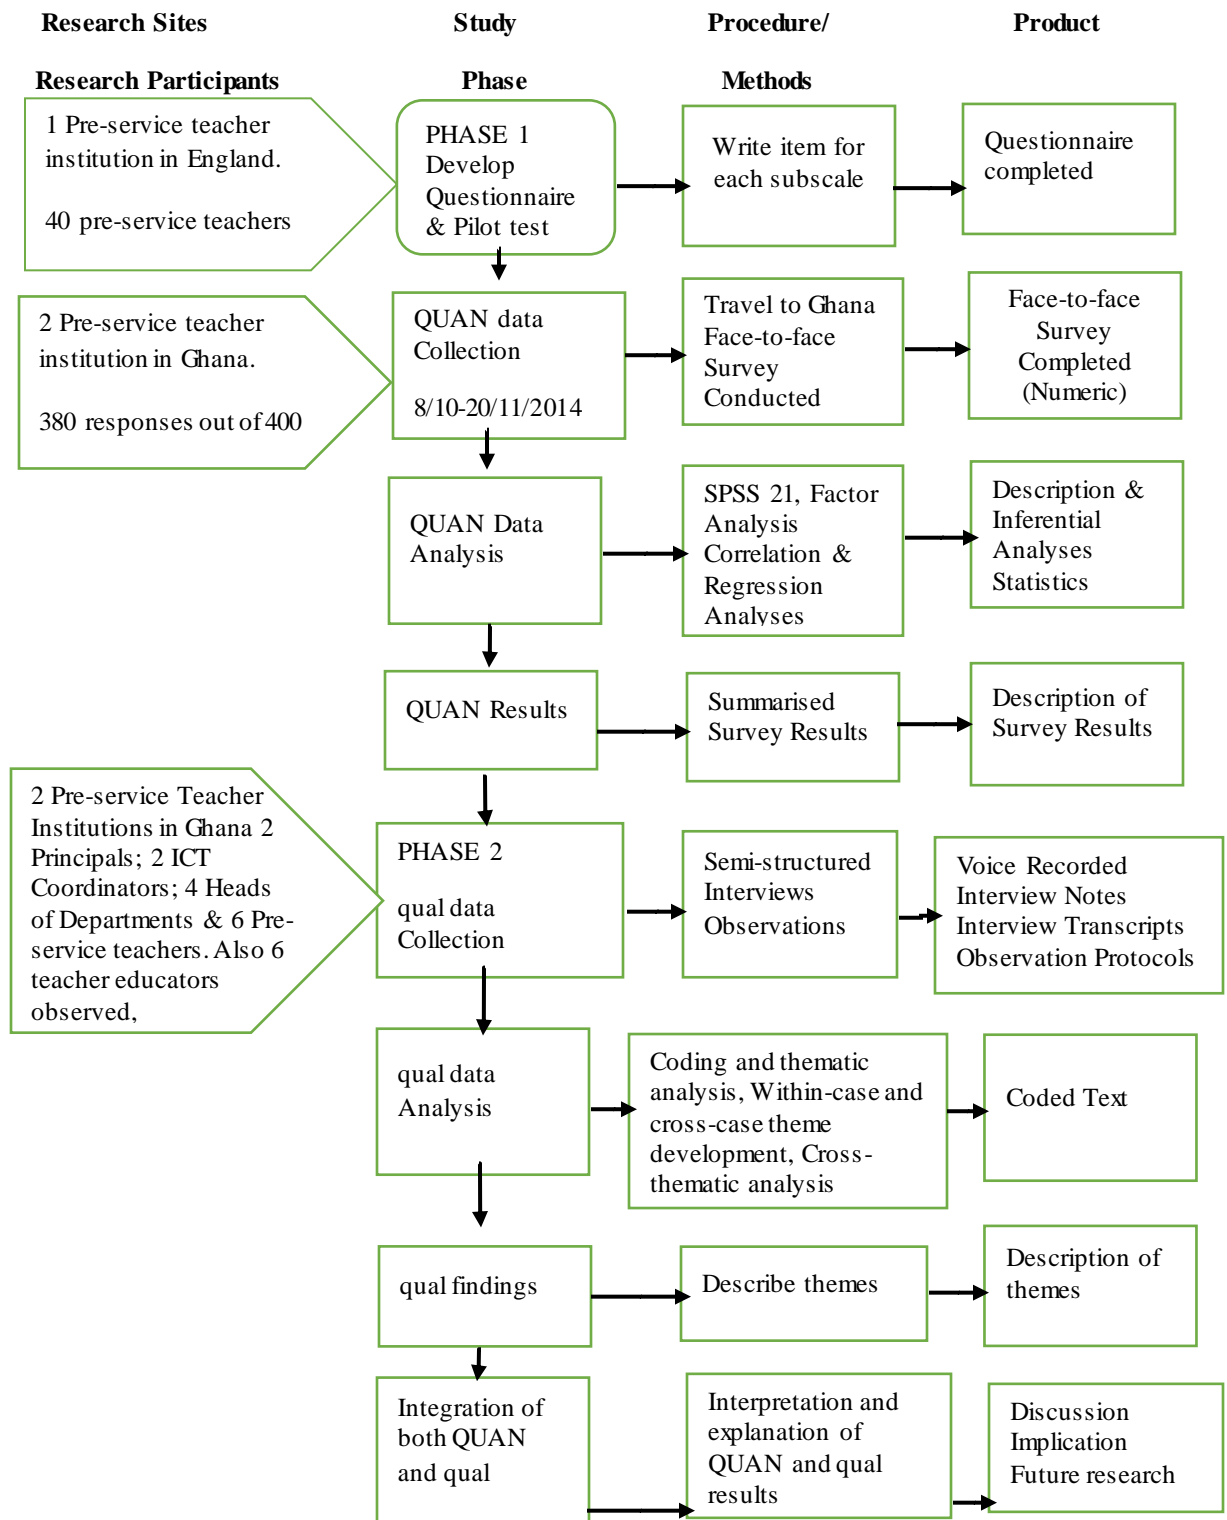 Research Sites
Research Participants
Study
Phase
Procedure/
Methods
Product
1 Pre-service teacher
institution in England.
40 pre-service teachers
PHASE 1
Develop
Questionnaire
& Pilot test
Write item for
each subscale
Questionnaire
completed
2 Pre-service teacher
institution in Ghana.
380 responses out of 400
QUAN data
Collection
8/10-20/11/2014
Travel to Ghana
Face-to-face
Survey
Conducted
Face-to-face
Survey
Completed
(Numeric)
QUAN Data
Analysis
SPSS 21, Factor
Analysis
Correlation &
Regression
Analyses
Description &
Inferential
Analyses
Statistics
QUAN Results
Summarised
Survey Results
Description of
Survey Results
2 Pre-service Teacher
Institutions in Ghana 2
Principals; 2 ICT
Coordinators; 4 Heads
of Departments & 6 Pre-
service teachers. Also 6
teacher educators
observed,
PHASE 2
qual data
Collection
Semi-structured
Interviews
Observations
Voice Recorded
Interview Notes
Interview Transcripts
Observation Protocols
qual data
Analysis
Coding and thematic
analysis, Within-case and
cross-case theme
development, Cross-
thematic analysis
Coded Text
qual findings
Describe themes
Description of
themes
Integration of
both QUAN
and qual
Interpretation and
explanation of
QUAN and qual
results
Discussion
Implication
Future research